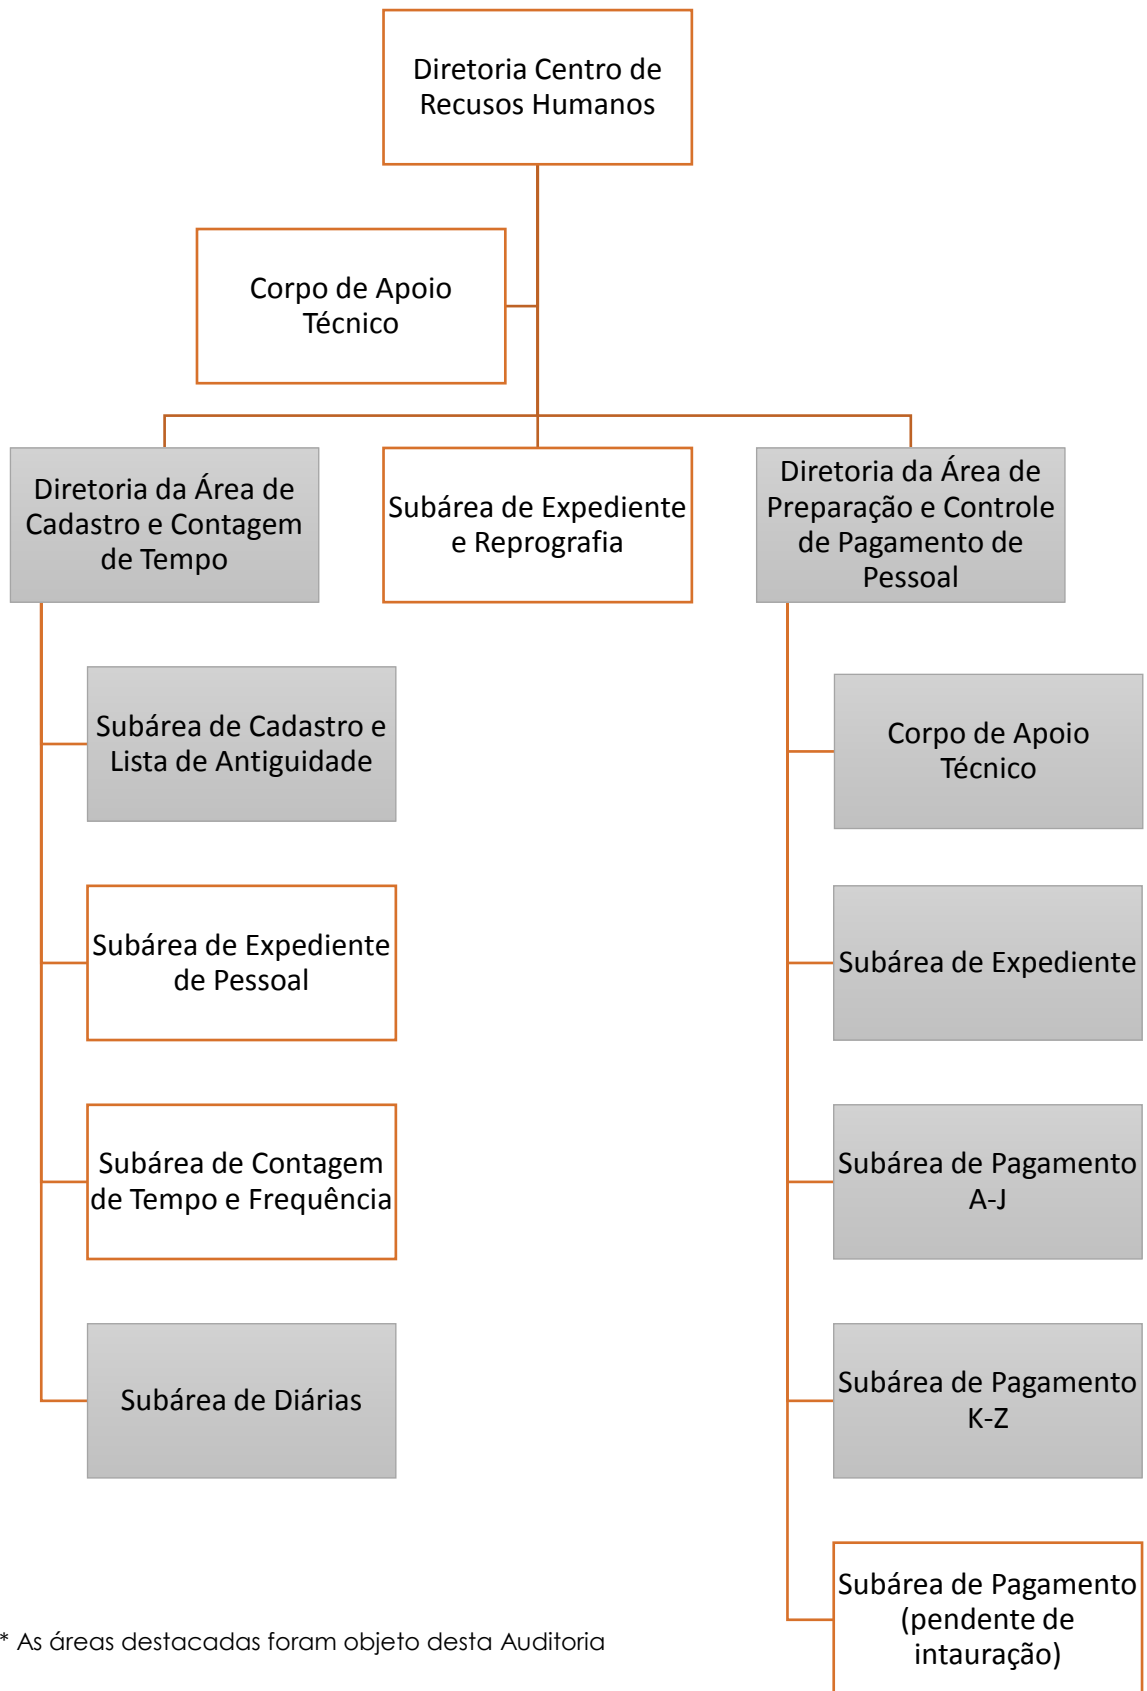 Diretoria Centro de
Recusos Humanos
Corpo de Apoio
Técnico
Diretoria da Área de
Cadastro e Contagem
de Tempo
Subárea de Expediente
e Reprografia
Diretoria da Área de
Preparação e Controle
de Pagamento de
Pessoal
Subárea de Cadastro e
Lista de Antiguidade
Subárea de Expediente
de Pessoal
Subárea de Contagem
de Tempo e Frequência
Subárea de Diárias
Corpo de Apoio
Técnico
Subárea de Expediente
Subárea de Pagamento
A-J
Subárea de Pagamento
K-Z
Subárea de Pagamento
(pendente de
intauração)
* As áreas destacadas foram objeto desta Auditoria